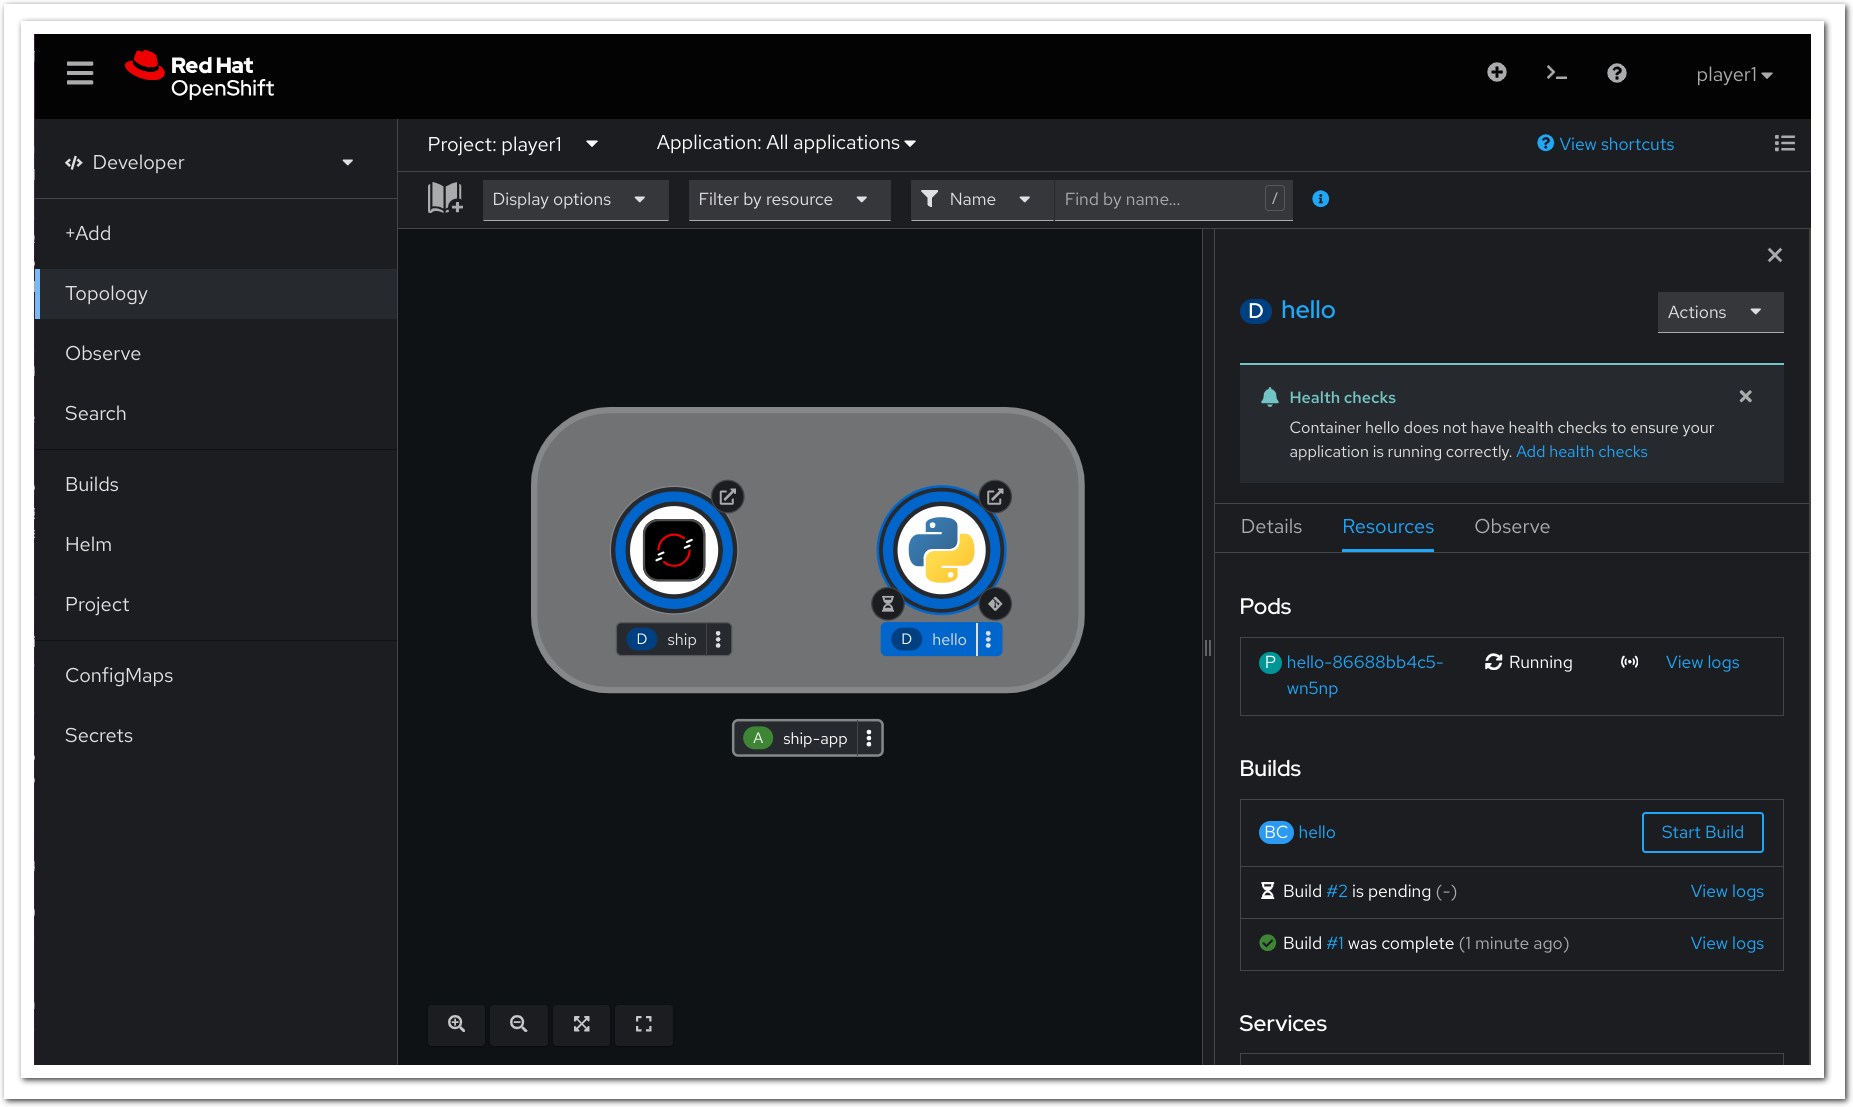 Red Hat
OpenShift
player1
Developer
+Add
Topology
Observe
Search
Builds
Helm
Project
ConfigMaps
Secrets
Project: player1
Application: All applications
View shortcuts
Display options
Filter by resource
Name
Find by name...
/
D ship
D hello
A ship-app
D hello
Actions
Health checks
Container hello does not have health checks to ensure your
application is running correctly. Add health checks
Details
Resources
Observe
Pods
P hello-86688bb4c5-
wn5np
Running
View logs
Builds
BC hello
Start Build
Build #2 is pending (-)
View logs
Build #1 was complete (1 minute ago)
View logs
Services